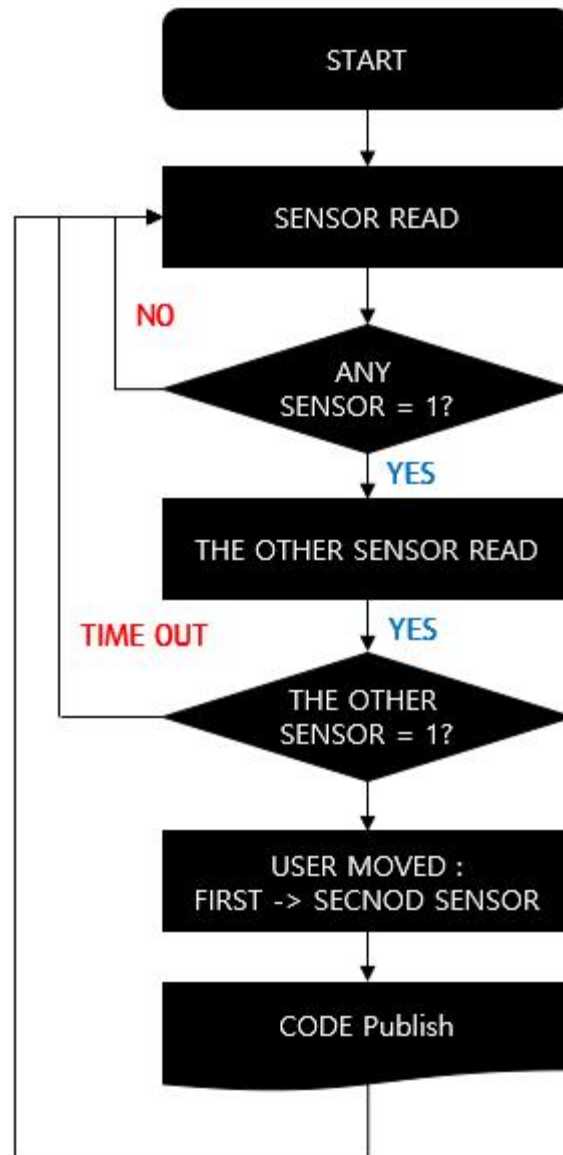 START
SENSOR READ
NO
ANY
SENSOR = 1?
YES
THE OTHER SENSOR READ
TIME OUT
YES
THE OTHER
SENSOR = 1?
USER MOVED :
FIRST -> SECNOD SENSOR
CODE Publish